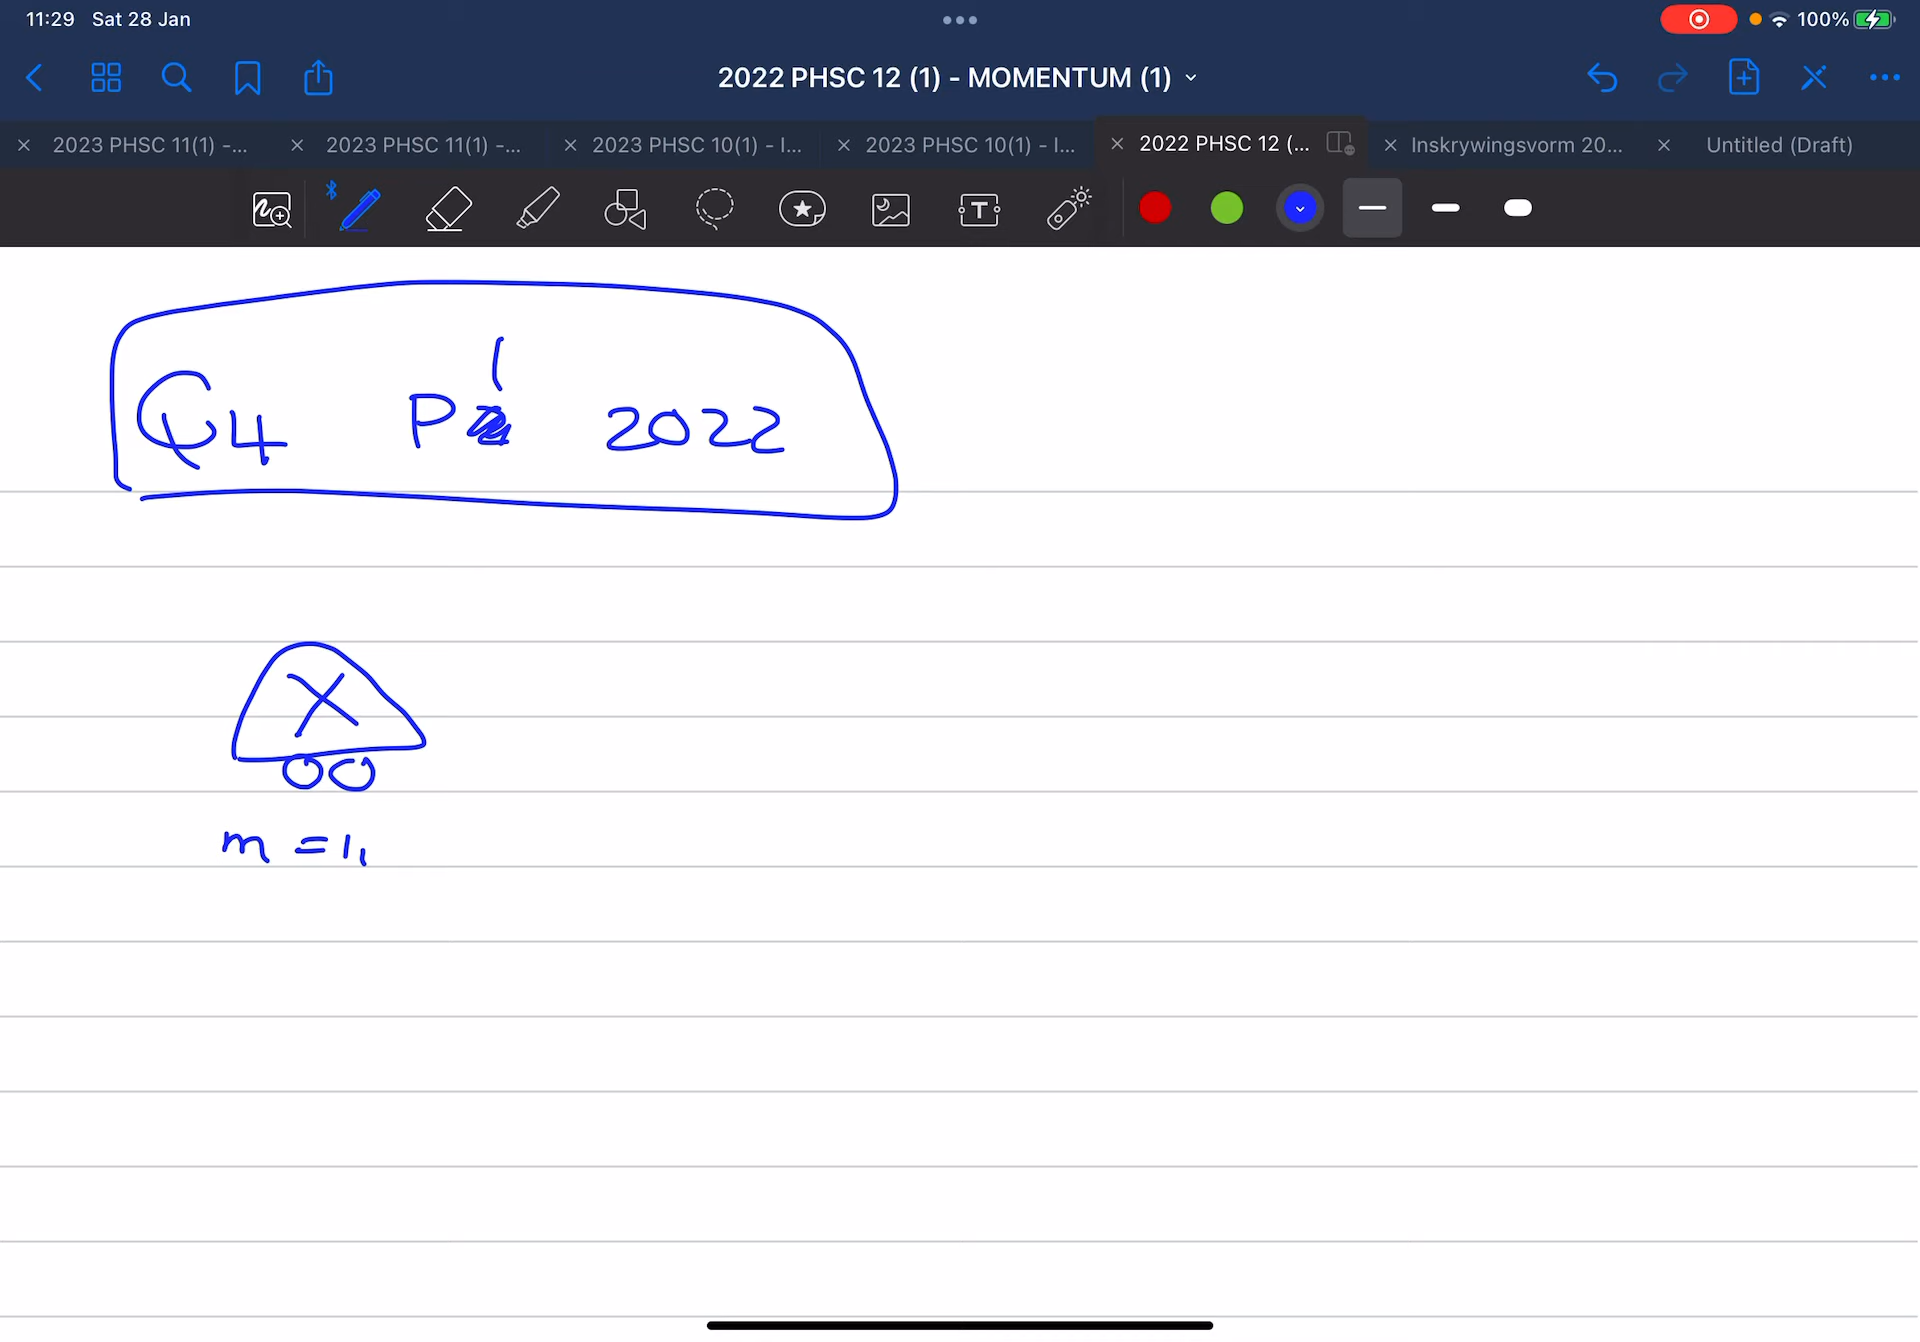 11:29 Sat 28 Jan 100%
2022 PHSC 12 (1) - MOMENTUM (1)
2023 PHSC 11(1) -... 2023 PHSC 11(1) -... 2023 PHSC 10(1) - I... 2023 PHSC 10(1) - I... 2022 PHSC 12 (... Inskrywingsvorm 20... Untitled (Draft)
T
Q4 P1 2022
X
m = 1,